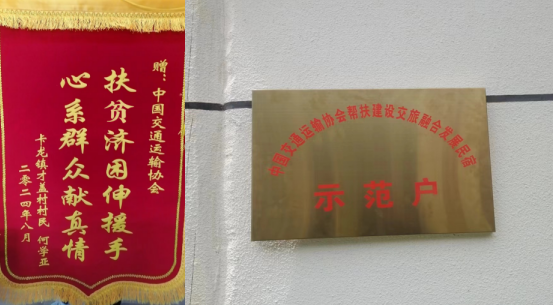 赠：中国交通运输协会
扶贫济困伸援手
心系群众献真情
卡龙镇才盖村村民 何学亚
二零二四年八月
中国交通运输协会帮扶建设交旅融合发展民宿
示范户